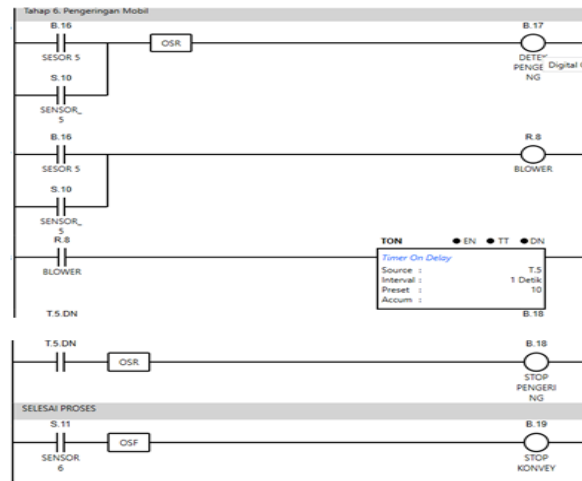 Tahap 6. Pengeringan Mobil
B.16
SESOR 5
OSR
B.17
DETE
PENGE
NG
Digital
S.10
SENSOR_
5
B.16
SESOR 5
R.8
BLOWER
S.10
SENSOR_
5
R.8
BLOWER
TON ● EN ● TT ● DN
Timer On Delay
Source : T.5
Interval : 1 Detik
Preset : 10
Accum :
T.5.DN B.18
T.5.DN
OSR
B.18
STOP
PENGERI
NG
SELESAI PROSES
S.11
SENSOR
6
OSF
B.19
STOP
KONVEY